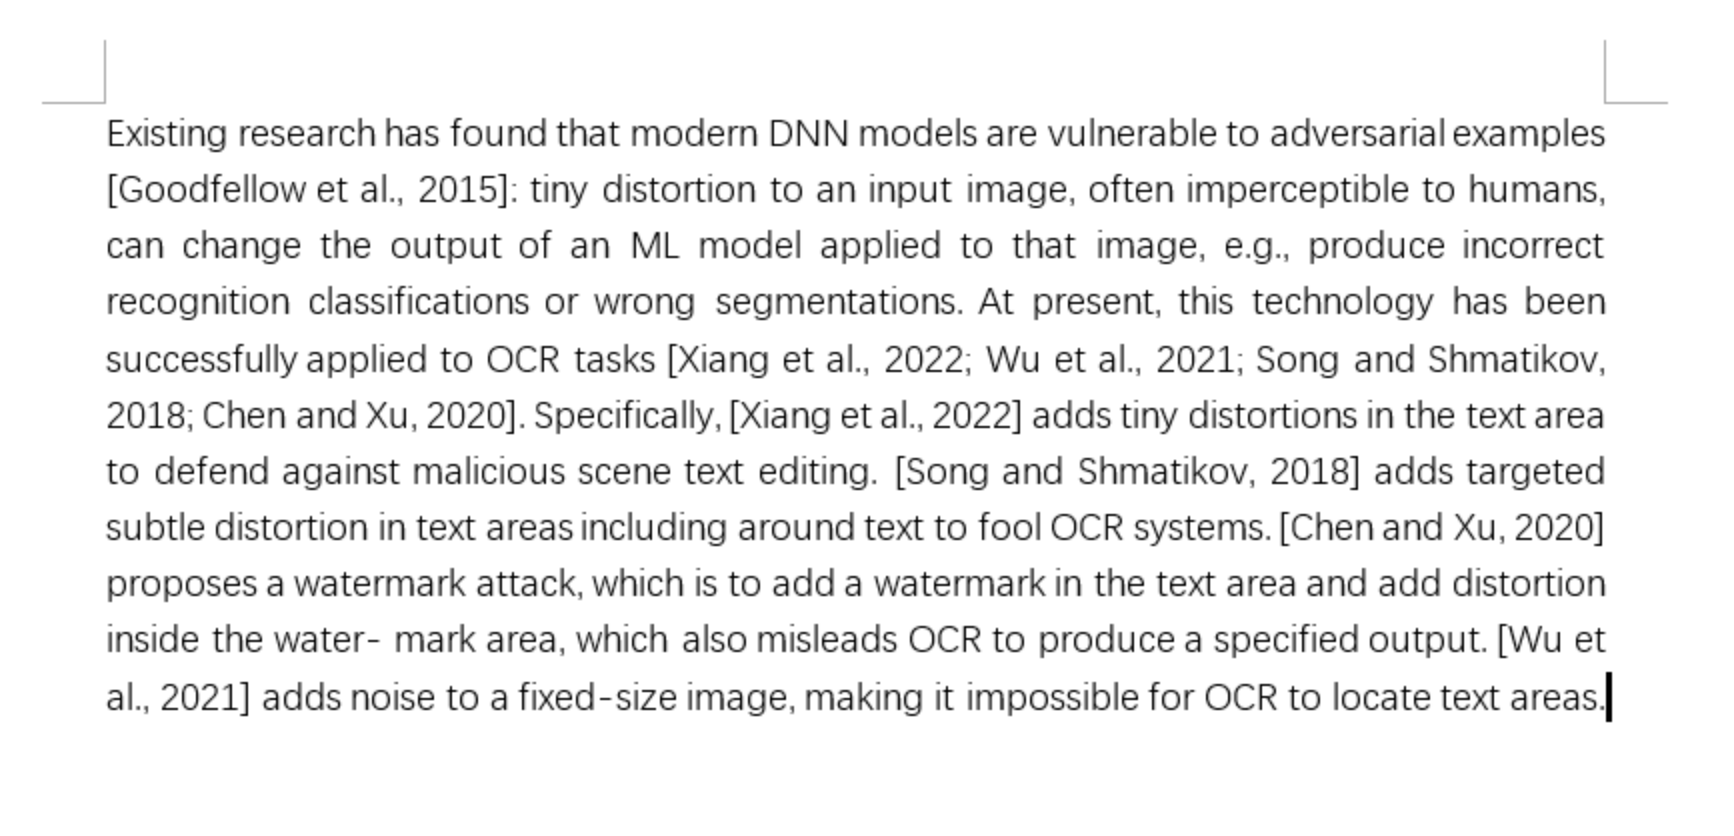 Existing research has found that modern DNN models are vulnerable to adversarial examples
[Goodfellow et al., 2015]: tiny distortion to an input image, often imperceptible to humans,
can change the output of an ML model applied to that image, e.g., produce incorrect
recognition classifications or wrong segmentations. At present, this technology has been
successfully applied to OCR tasks [Xiang et al., 2022; Wu et al., 2021; Song and Shmatikov,
2018; Chen and Xu, 2020]. Specifically, [Xiang et al., 2022] adds tiny distortions in the text area
to defend against malicious scene text editing. [Song and Shmatikov, 2018] adds targeted
subtle distortion in text areas including around text to fool OCR systems. [Chen and Xu, 2020]
proposes a watermark attack, which is to add a watermark in the text area and add distortion
inside the water- mark area, which also misleads OCR to produce a specified output. [Wu et
al., 2021] adds noise to a fixed-size image, making it impossible for OCR to locate text areas.